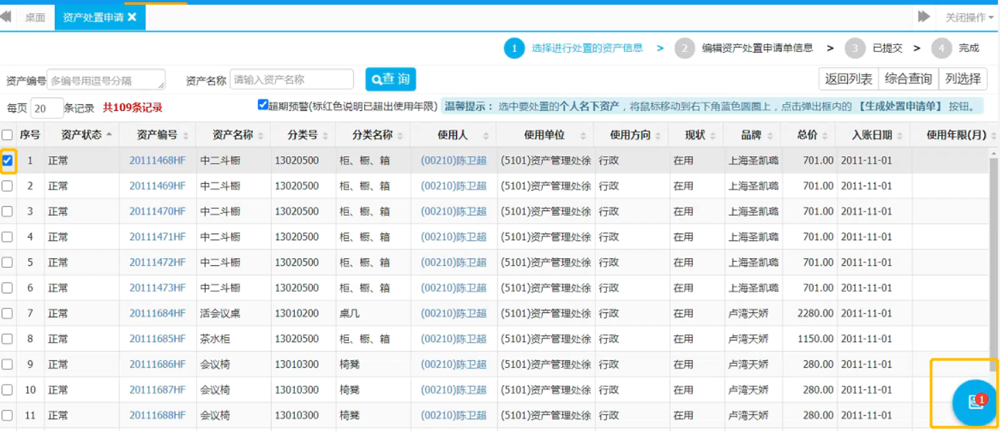 桌面 资产处置申请 ✖ 关闭操作
1 选择进行处置的资产信息 > 2 编辑资产处置申请单信息 > 3 已提交 > 4 完成
资产编号 多编号用逗号分隔 资产名称 请输入资产名称 查询 返回列表 综合查询 列选择
每页 20 条记录 共109条记录 超期预警(标红色说明已超出使用年限) 温馨提示：选中要处置的个人名下资产，将鼠标移动到右下角蓝色圆圈上，点击弹出框内的【生成处置申请单】按钮。
序号 资产状态 资产编号 资产名称 分类号 分类名称 使用人 使用单位 使用方向 现状 品牌 总价 入账日期 使用年限(月)
1 正常 20111468HF 中二斗橱 13020500 柜、橱、箱 (00210)陈卫超 (5101)资产管理处徐 行政 在用 上海圣凯璐 701.00 2011-11-01
2 正常 20111469HF 中二斗橱 13020500 柜、橱、箱 (00210)陈卫超 (5101)资产管理处徐 行政 在用 上海圣凯璐 701.00 2011-11-01
3 正常 20111470HF 中二斗橱 13020500 柜、橱、箱 (00210)陈卫超 (5101)资产管理处徐 行政 在用 上海圣凯璐 701.00 2011-11-01
4 正常 20111471HF 中二斗橱 13020500 柜、橱、箱 (00210)陈卫超 (5101)资产管理处徐 行政 在用 上海圣凯璐 701.00 2011-11-01
5 正常 20111472HF 中二斗橱 13020500 柜、橱、箱 (00210)陈卫超 (5101)资产管理处徐 行政 在用 上海圣凯璐 701.00 2011-11-01
6 正常 20111473HF 中二斗橱 13020500 柜、橱、箱 (00210)陈卫超 (5101)资产管理处徐 行政 在用 上海圣凯璐 701.00 2011-11-01
7 正常 20111684HF 活会议桌 13010200 桌几 (00210)陈卫超 (5101)资产管理处徐 行政 在用 卢湾天娇 2280.00 2011-11-01
8 正常 20111685HF 茶水柜 13020500 柜、橱、箱 (00210)陈卫超 (5101)资产管理处徐 行政 在用 卢湾天娇 1150.00 2011-11-01
9 正常 20111686HF 会议椅 13010300 椅凳 (00210)陈卫超 (5101)资产管理处徐 行政 在用 卢湾天娇 280.00 2011-11-01
10 正常 20111687HF 会议椅 13010300 椅凳 (00210)陈卫超 (5101)资产管理处徐 行政 在用 卢湾天娇 280.00 2011-11-01
1
11 正常 20111688HF 会议椅 13010300 椅凳 (00210)陈卫超 (5101)资产管理处徐 行政 在用 卢湾天娇 280.00 2011-11-01